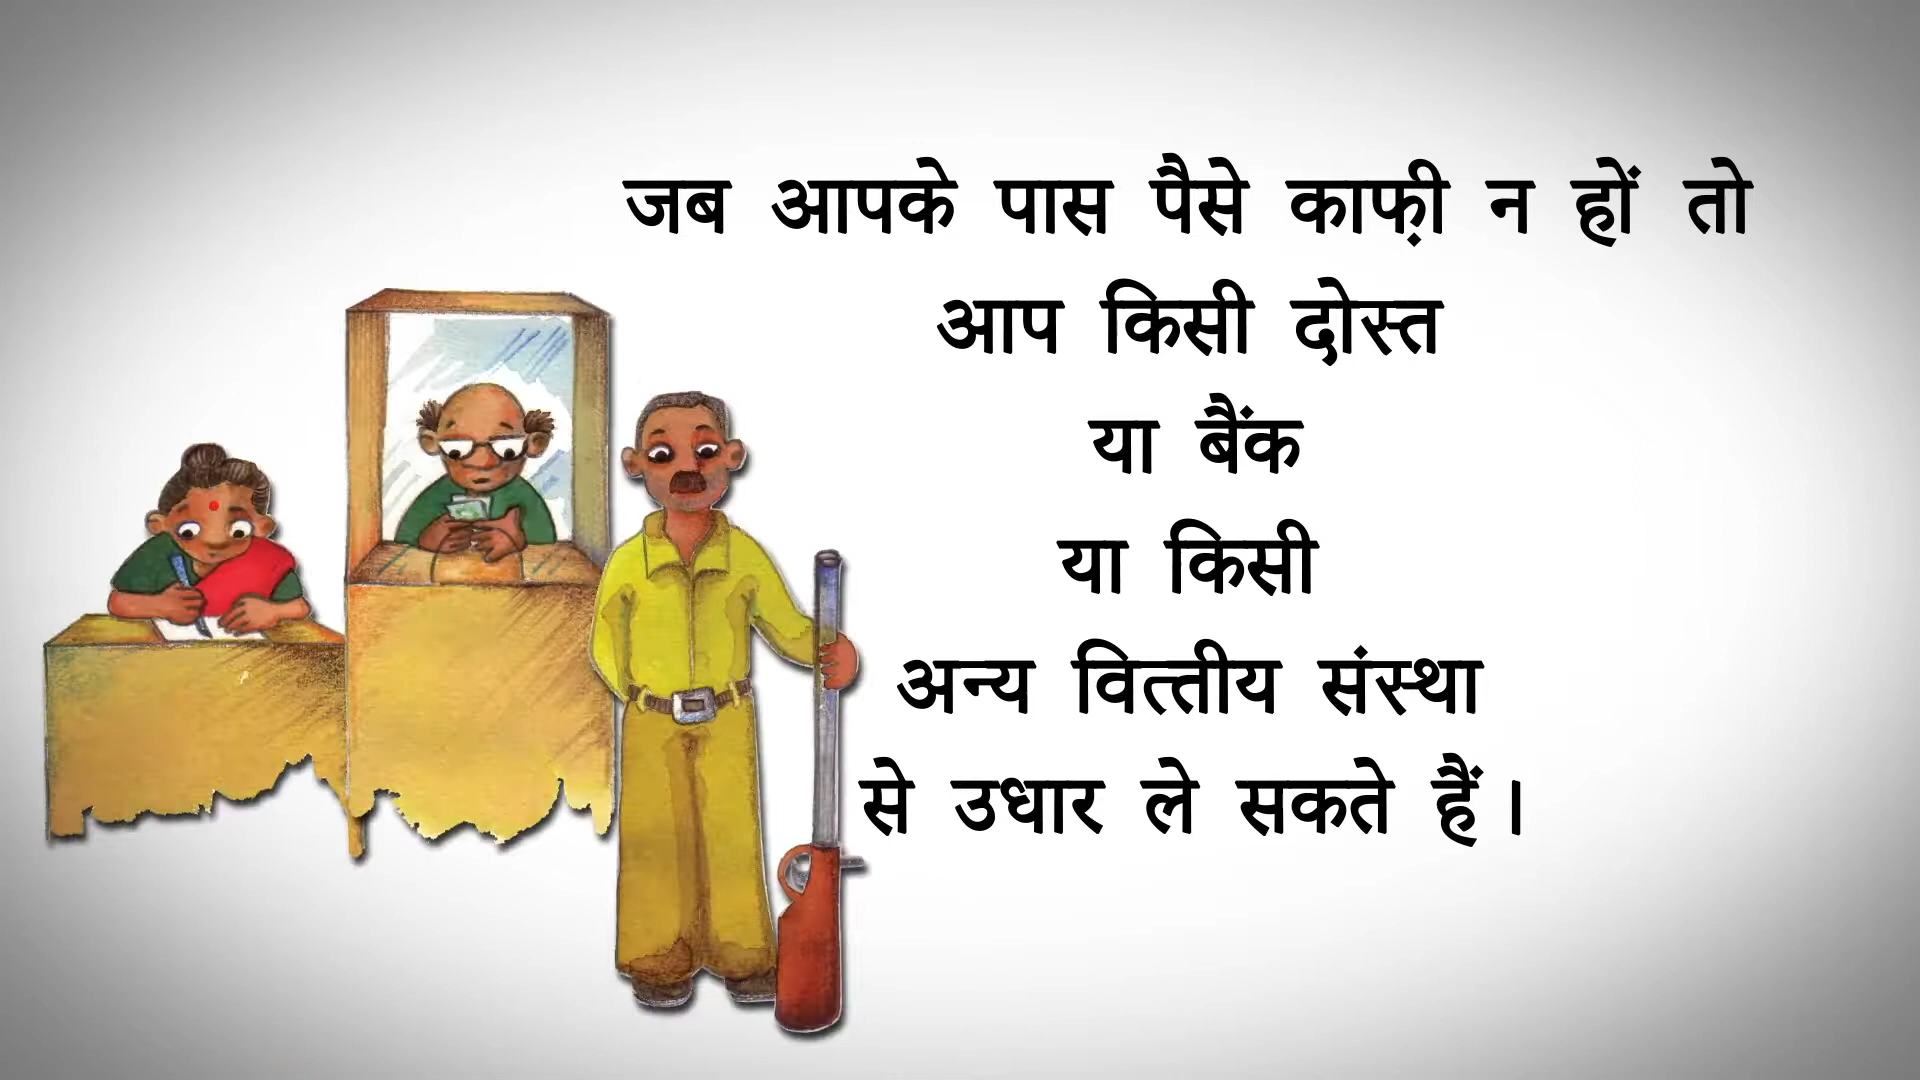 जब आपके पास पैसे काफ़ी न हों तो
आप किसी दोस्त
या बैंक
या किसी
अन्य वित्तीय संस्था
से उधार ले सकते हैं।